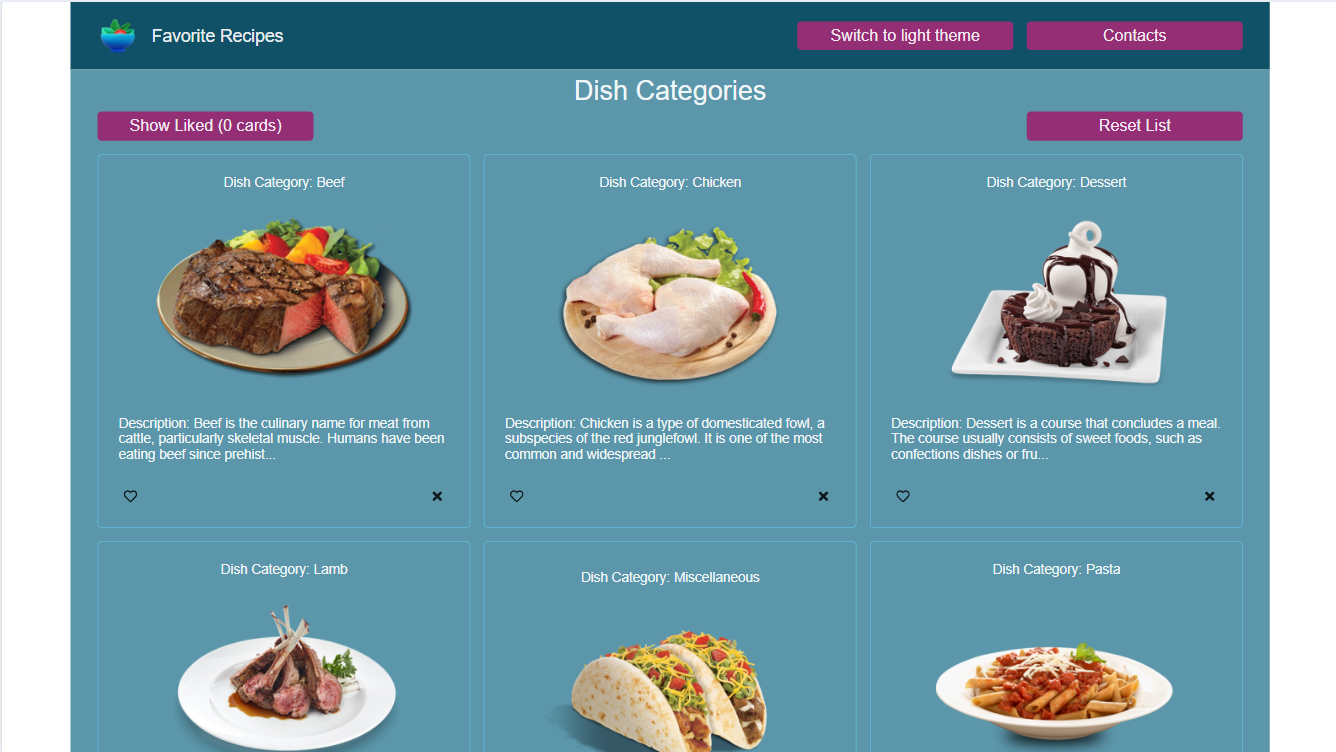 Favorite Recipes
Switch to light theme
Contacts
Dish Categories
Show Liked (0 cards)
Reset List
Dish Category: Beef
Description: Beef is the culinary name for meat from
cattle, particularly skeletal muscle. Humans have been
eating beef since prehist...
Dish Category: Chicken
Description: Chicken is a type of domesticated fowl, a
subspecies of the red junglefowl. It is one of the most
common and widespread ...
Dish Category: Dessert
Description: Dessert is a course that concludes a meal.
The course usually consists of sweet foods, such as
confections dishes or fru...
Dish Category: Lamb
Dish Category: Miscellaneous
Dish Category: Pasta